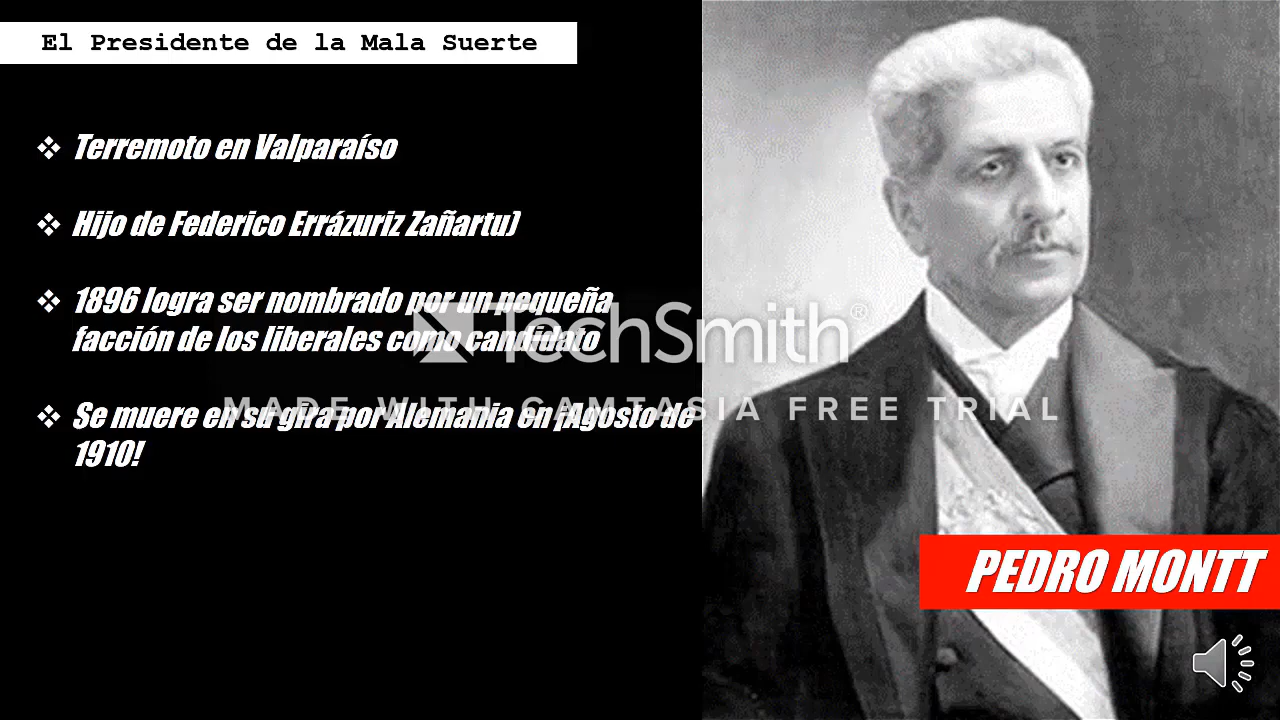 El Presidente de la Mala Suerte
Terremoto en Valparaíso
Hijo de Federico Errázuriz Zañartu)
1896 logra ser nombrado por un pequeña
facción de los liberales como candidato
TechSmith®
MADE WITH CAMTASIA FREE TRIAL
Se muere en su gira por Alemania en ¡Agosto de
1910!
PEDRO MONTT